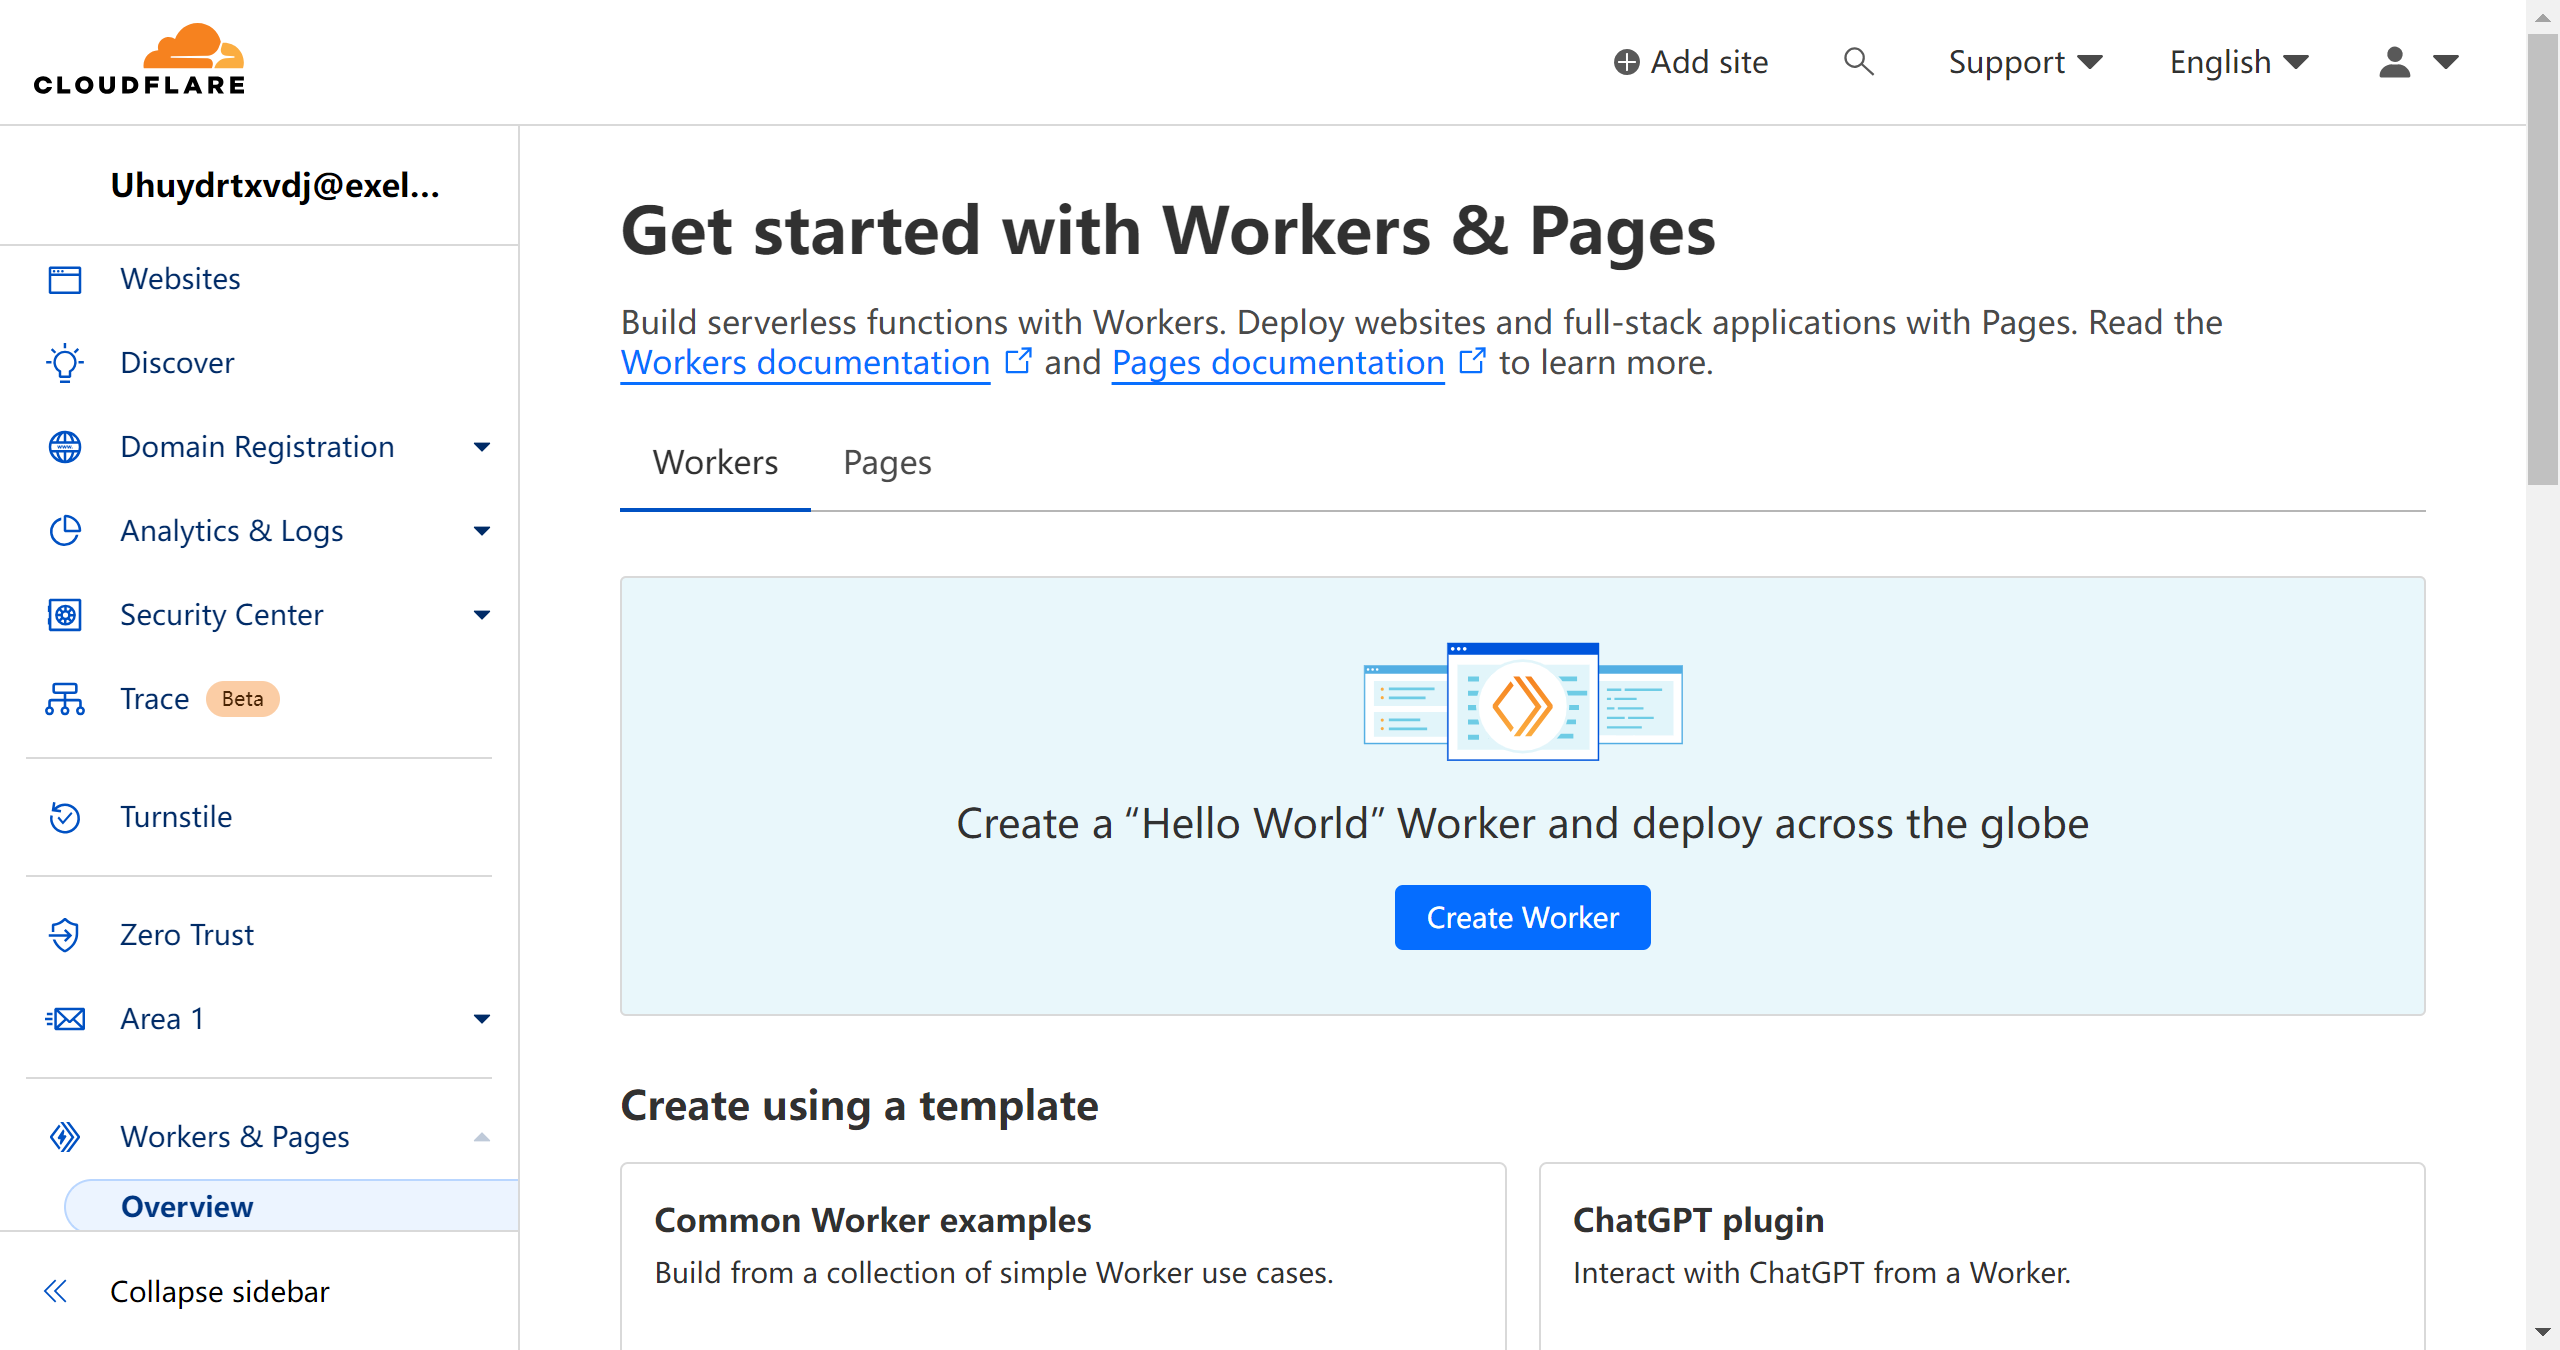 CLOUDFLARE
Add site
Support
English
Uhuydrtxvdj@exel...
Websites
Discover
Domain Registration
Analytics & Logs
Security Center
Trace Beta
Turnstile
Zero Trust
Area 1
Workers & Pages
Overview
Collapse sidebar
Get started with Workers & Pages
Build serverless functions with Workers. Deploy websites and full-stack applications with Pages. Read the
Workers documentation and Pages documentation to learn more.
Workers Pages
Create a “Hello World” Worker and deploy across the globe
Create Worker
Create using a template
Common Worker examples
Build from a collection of simple Worker use cases.
ChatGPT plugin
Interact with ChatGPT from a Worker.